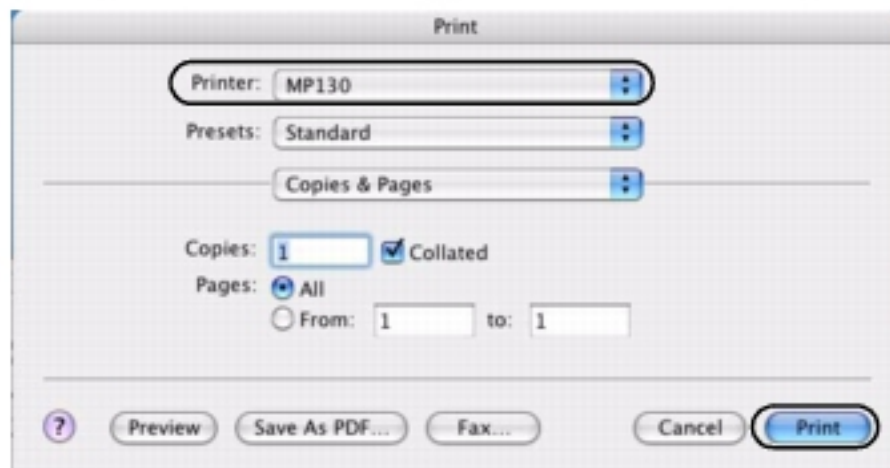 Print
Printer: MP130
Presets: Standard
Copies & Pages
Copies: 1 Collated
Pages: All
From: 1 to: 1
? Preview Save As PDF... Fax... Cancel Print